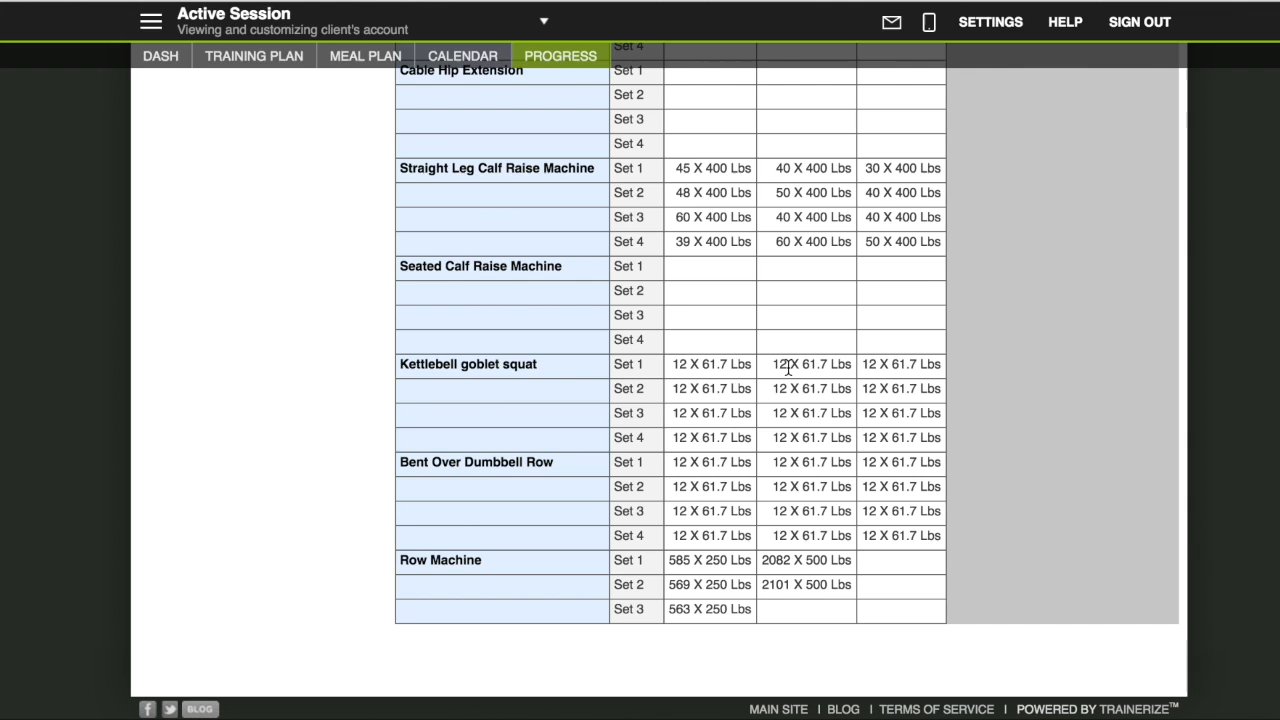 Active Session
Viewing and customizing client's account
SETTINGS HELP SIGN OUT
DASH TRAINING PLAN MEAL PLAN CALENDAR PROGRESS
Set 4
Cable Hip Extension Set 1
Set 2
Set 3
Set 4
Straight Leg Calf Raise Machine Set 1 45 X 400 Lbs 40 X 400 Lbs 30 X 400 Lbs
Set 2 48 X 400 Lbs 50 X 400 Lbs 40 X 400 Lbs
Set 3 60 X 400 Lbs 40 X 400 Lbs 40 X 400 Lbs
Set 4 39 X 400 Lbs 60 X 400 Lbs 50 X 400 Lbs
Seated Calf Raise Machine Set 1
Set 2
Set 3
Set 4
Kettlebell goblet squat Set 1 12 X 61.7 Lbs 12 X 61.7 Lbs 12 X 61.7 Lbs
Set 2 12 X 61.7 Lbs 12 X 61.7 Lbs 12 X 61.7 Lbs
Set 3 12 X 61.7 Lbs 12 X 61.7 Lbs 12 X 61.7 Lbs
Set 4 12 X 61.7 Lbs 12 X 61.7 Lbs 12 X 61.7 Lbs
Bent Over Dumbbell Row Set 1 12 X 61.7 Lbs 12 X 61.7 Lbs 12 X 61.7 Lbs
Set 2 12 X 61.7 Lbs 12 X 61.7 Lbs 12 X 61.7 Lbs
Set 3 12 X 61.7 Lbs 12 X 61.7 Lbs 12 X 61.7 Lbs
Set 4 12 X 61.7 Lbs 12 X 61.7 Lbs 12 X 61.7 Lbs
Row Machine Set 1 585 X 250 Lbs 2082 X 500 Lbs
Set 2 569 X 250 Lbs 2101 X 500 Lbs
Set 3 563 X 250 Lbs
BLOG MAIN SITE | BLOG | TERMS OF SERVICE | POWERED BY TRAINERIZE™